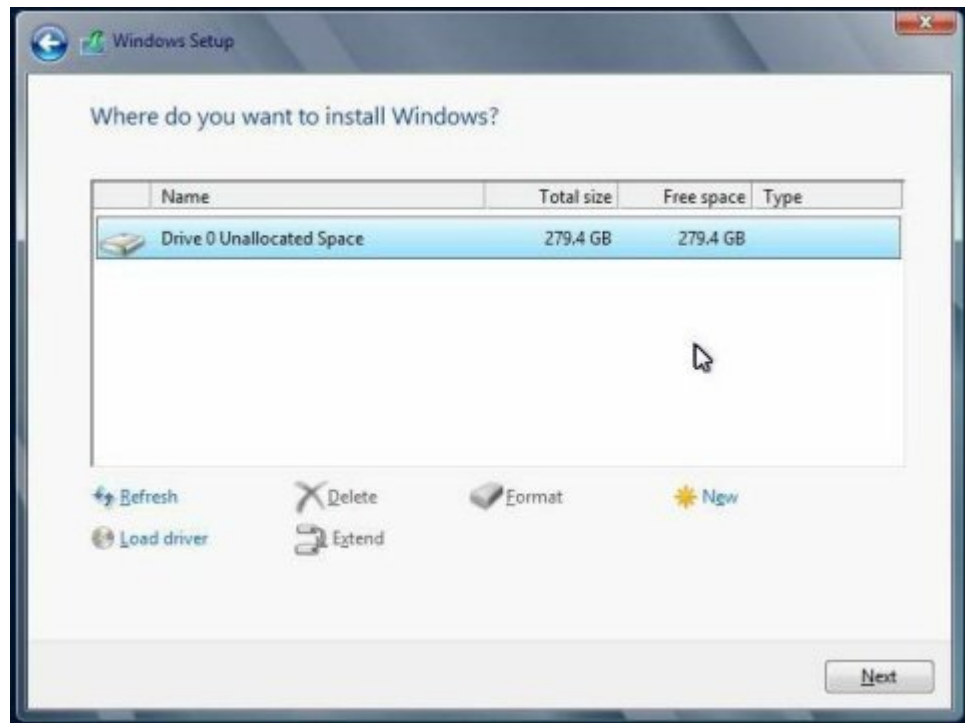 Windows Setup
Where do you want to install Windows?
Name Total size Free space Type
Drive 0 Unallocated Space 279.4 GB 279.4 GB
Refresh Delete Format New
Load driver Extend
Next